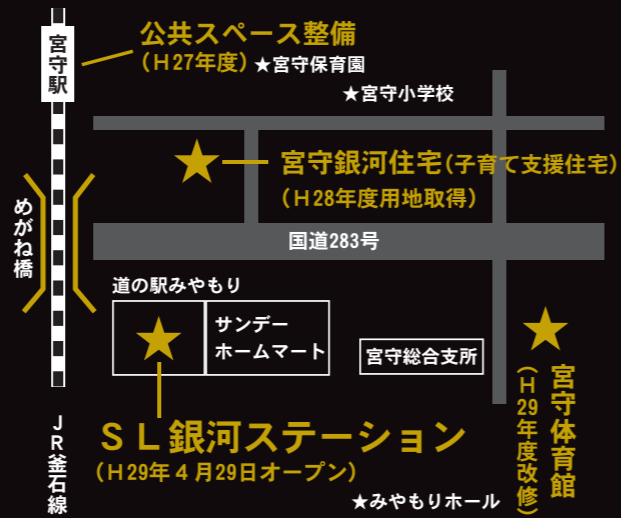 公共スペース整備
（H27年度）
★宮守保育園
宮守駅
★宮守小学校
宮守銀河住宅（子育て支援住宅）
（H28年度用地取得）
めがね橋
国道283号
道の駅みやもり
サンデー
ホームマート
宮守総合支所
宮守体育館
（H29年度改修）
SL銀河ステーション
（H29年4月29日オープン）
JR釜石線
★みやもりホール